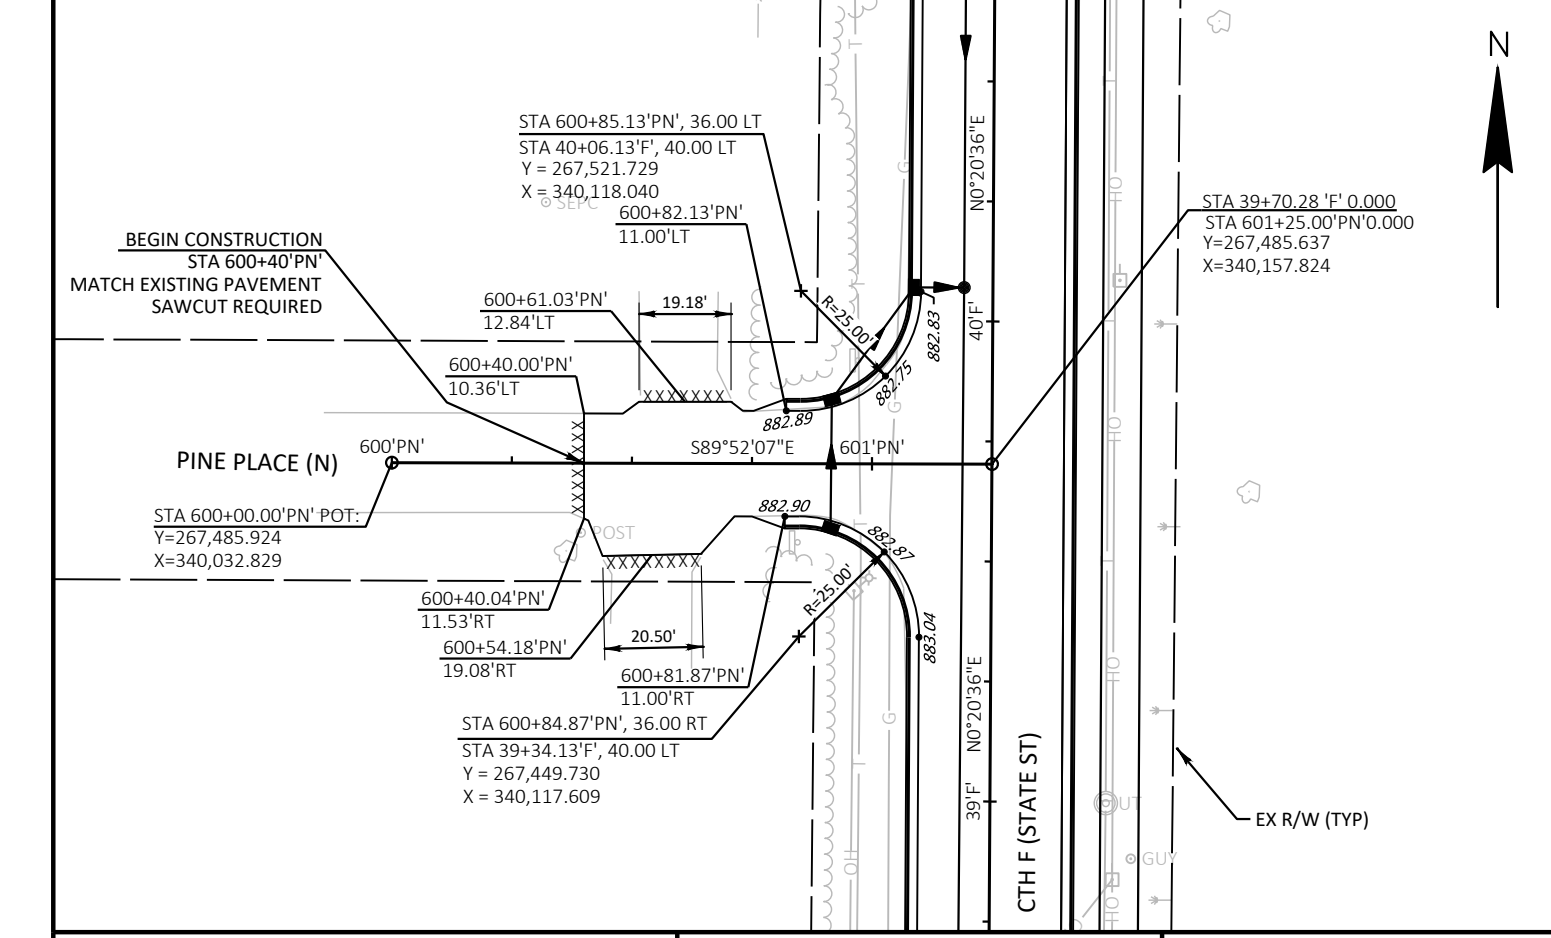 N
STA 600+85.13'PN', 36.00 LT
STA 40+06.13'F', 40.00 LT
Y = 267,521.729
X = 340,118.040
SEPC
600+82.13'PN'
11.00'LT
BEGIN CONSTRUCTION
STA 600+40'PN'
MATCH EXISTING PAVEMENT
SAWCUT REQUIRED
600+61.03'PN'
12.84'LT
19.18'
600+40.00'PN'
10.36'LT
R=25.00'
882.83
882.75
882.89
T
G
N0°20'36"E
40'F'
OH
STA 39+70.28 'F' 0.000
STA 601+25.00'PN'0.000
Y=267,485.637
X=340,157.824
PINE PLACE (N)
600'PN'
S89°52'07"E
601'PN'
STA 600+00.00'PN' POT:
Y=267,485.924
X=340,032.829
POST
882.90
882.87
R=25.00'
883.04
G
T
OH
OH
600+40.04'PN'
11.53'RT
600+54.18'PN'
19.08'RT
20.50'
600+81.87'PN'
11.00'RT
STA 600+84.87'PN', 36.00 RT
STA 39+34.13'F', 40.00 LT
Y = 267,449.730
X = 340,117.609
N0°20'36"E
39'F'
CTH F (STATE ST)
G
T
OH
OH
UT
GUY
OH
EX R/W (TYP)